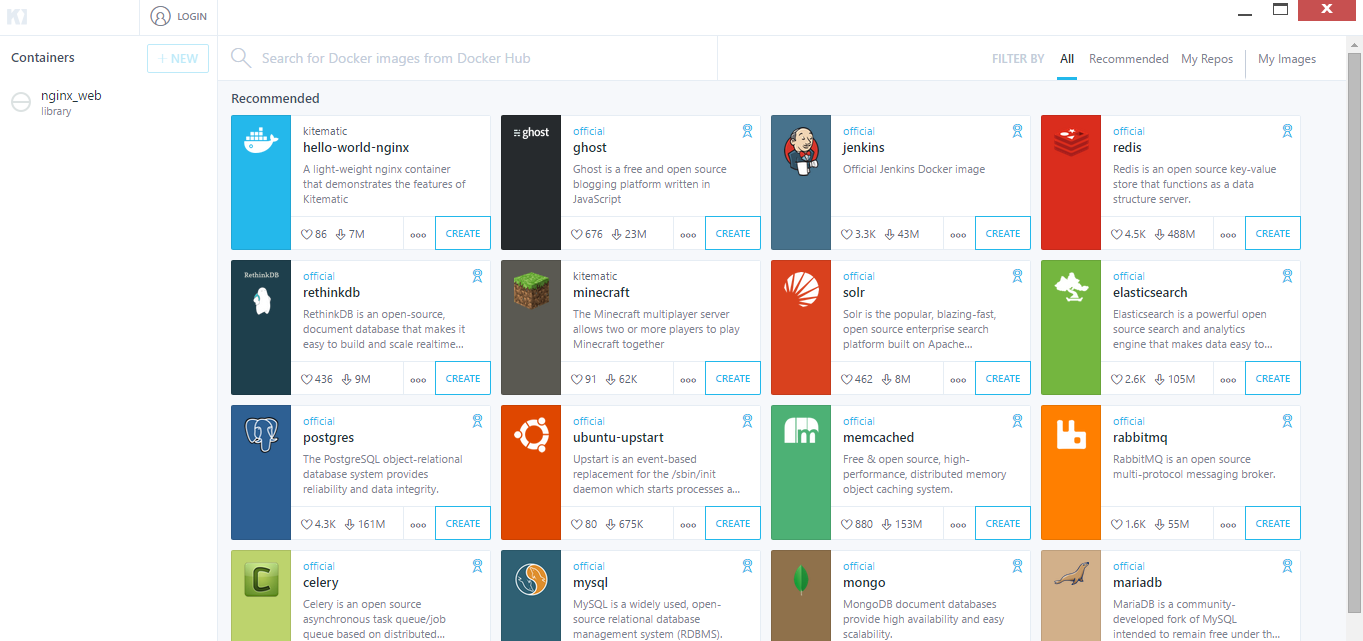 KI
LOGIN
Containers
+ NEW
Search for Docker images from Docker Hub
FILTER BY
All
Recommended
My Repos
My Images
nginx_web
library
Recommended
kitematic
hello-world-nginx
A light-weight nginx container
that demonstrates the features of
Kitematic
86
7M
CREATE
ghost
official
ghost
Ghost is a free and open source
blogging platform written in
JavaScript
676
23M
CREATE
official
jenkins
Official Jenkins Docker image
3.3K
43M
CREATE
official
redis
Redis is an open source key-value
store that functions as a data
structure server.
4.5K
488M
CREATE
RethinkDB
official
rethinkdb
RethinkDB is an open-source,
document database that makes it
easy to build and scale realtime...
436
9M
CREATE
kitematic
minecraft
The Minecraft multiplayer server
allows two or more players to play
Minecraft together
91
62K
CREATE
official
solr
Solr is the popular, blazing-fast,
open source enterprise search
platform built on Apache...
462
8M
CREATE
official
elasticsearch
Elasticsearch is a powerful open
source search and analytics
engine that makes data easy to...
2.6K
105M
CREATE
official
postgres
The PostgreSQL object-relational
database system provides
reliability and data integrity.
4.3K
161M
CREATE
official
ubuntu-upstart
Upstart is an event-based
replacement for the /sbin/init
daemon which starts processes a...
80
675K
CREATE
m
official
memcached
Free & open source, high-
performance, distributed memory
object caching system.
880
153M
CREATE
official
rabbitmq
RabbitMQ is an open source
multi-protocol messaging broker.
1.6K
55M
CREATE
C
official
celery
Celery is an open source
asynchronous task queue/job
queue based on distributed...
official
mysql
MySQL is a widely used, open-
source relational database
management system (RDBMS).
official
mongo
MongoDB document databases
provide high availability and easy
scalability.
official
mariadb
MariaDB is a community-
developed fork of MySQL
intended to remain free under th...